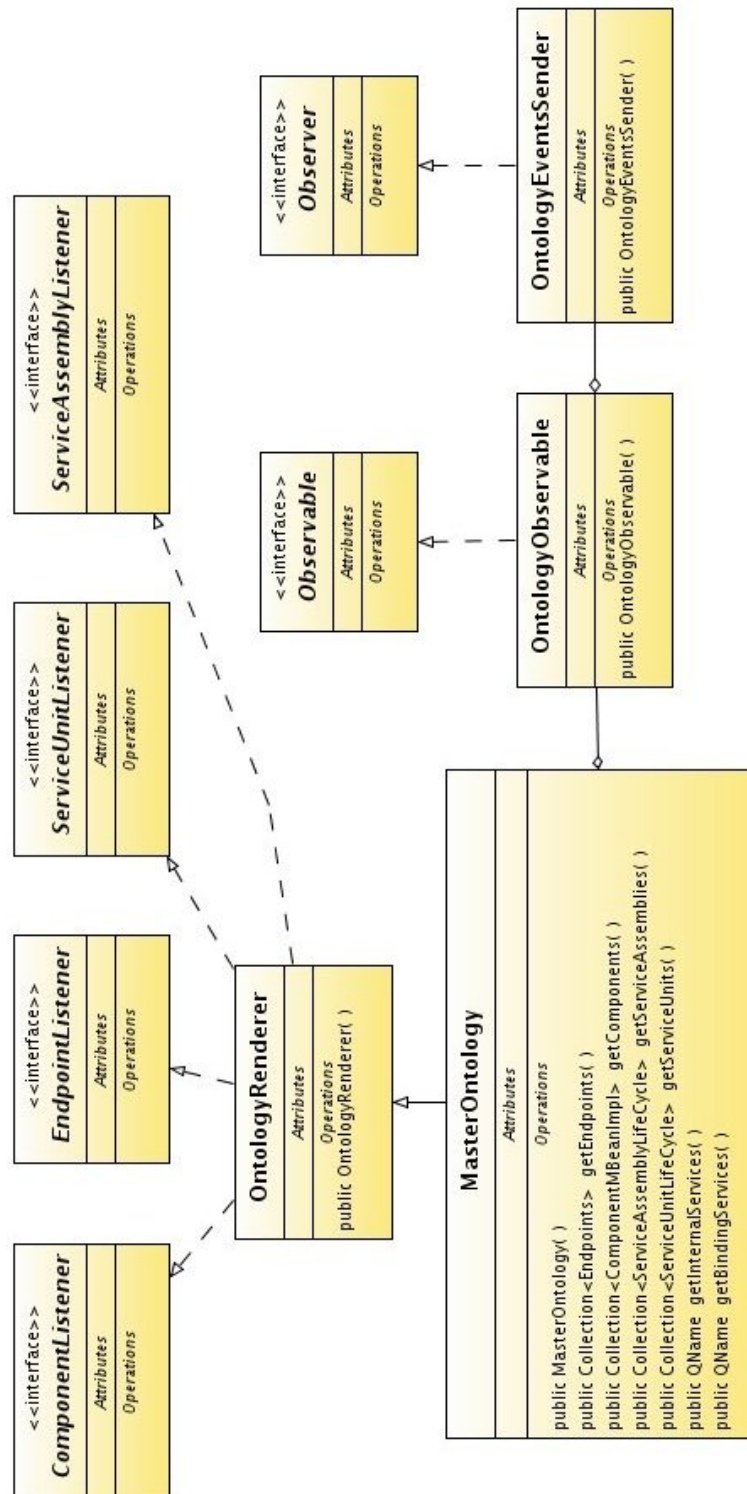 <<interface>>
ComponentListener
Attributes
Operations
<<interface>>
EndpointListener
Attributes
Operations
<<interface>>
ServiceUnitListener
Attributes
Operations
<<interface>>
ServiceAssemblyListener
Attributes
Operations
OntologyRenderer
Attributes
Operations
public OntologyRenderer( )
<<interface>>
Observable
Attributes
Operations
<<interface>>
Observer
Attributes
Operations
MasterOntology
Attributes
Operations
public MasterOntology( )
public Collection<Endpoints> getEndpoints( )
public Collection<ComponentMBeanImpl> getComponents( )
public Collection<ServiceAssemblyLifeCycle> getServiceAssemblies( )
public Collection<ServiceUnitLifeCycle> getServiceUnits( )
public QName getInternalServices( )
public QName getBindingServices( )
OntologyObservable
Attributes
Operations
public OntologyObservable( )
OntologyEventsSender
Attributes
Operations
public OntologyEventsSender( )